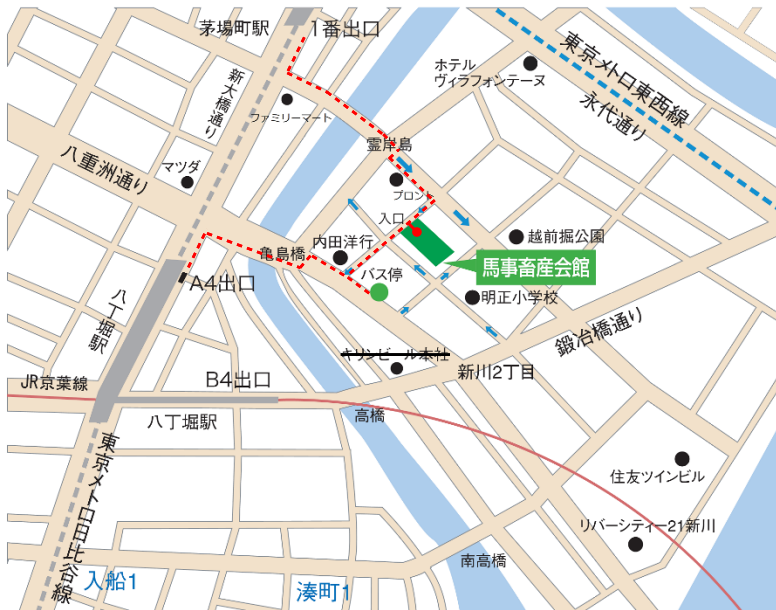 茅場町駅
1番出口
新大橋通り
ファミリーマート
ホテル
ヴィラフォンテーヌ
東京メトロ東西線
永代通り
八重洲通り
マツダ
霊岸島
プロント
入口
越前掘公園
亀島橋
内田洋行
馬事畜産会館
バス停
A4出口
明正小学校
八丁堀駅
鍛冶橋通り
キリンビール本社
新川2丁目
JR京葉線
B4出口
八丁堀駅
高橋
東京メトロ日比谷線
住友ツインビル
リバーシティー21新川
南高橋
入船1
湊町1